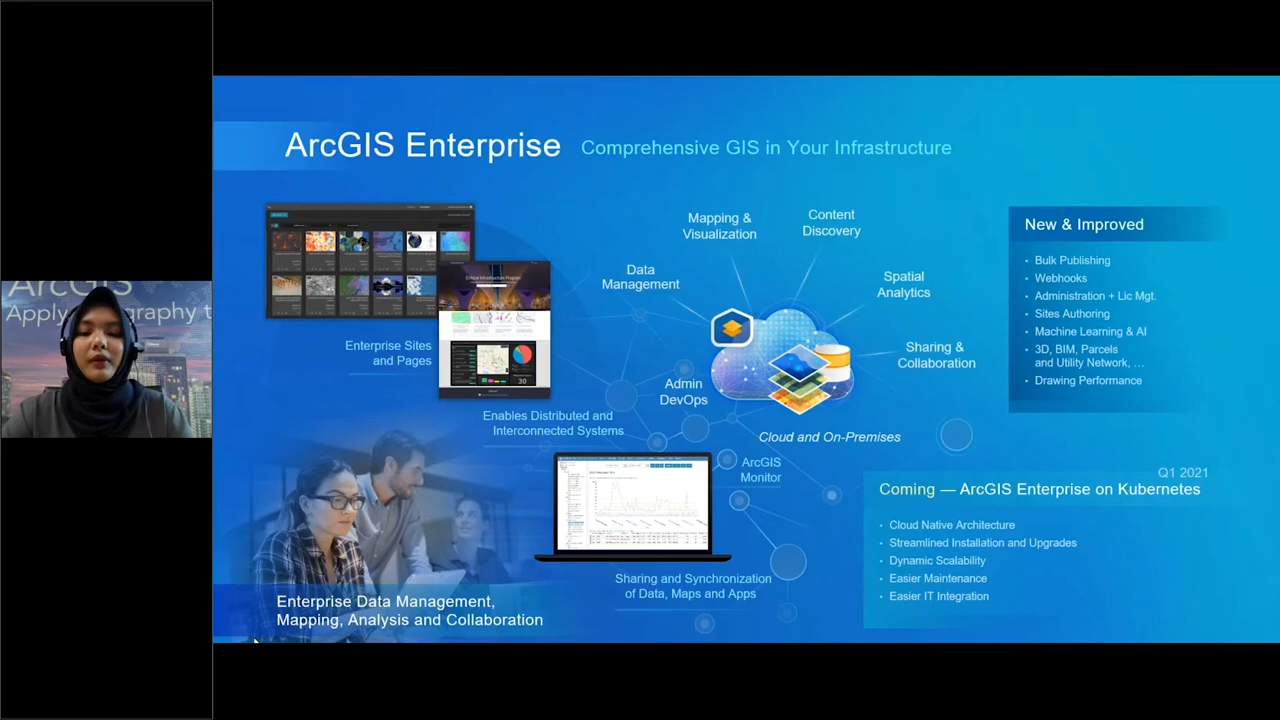 ArcGIS Enterprise
Comprehensive GIS in Your Infrastructure
Mapping &
Visualization
Content
Discovery
Data
Management
Spatial
Analytics
Sharing &
Collaboration
Admin
DevOps
Cloud and On-Premises
Enterprise Sites
and Pages
Enables Distributed and
Interconnected Systems
ArcGIS
Monitor
Sharing and Synchronization
of Data, Maps and Apps
Enterprise Data Management,
Mapping, Analysis and Collaboration
New & Improved
• Bulk Publishing
• Webhooks
• Administration + Lic Mgt.
• Sites Authoring
• Machine Learning & AI
• 3D, BIM, Parcels
and Utility Network, …
• Drawing Performance
Q1 2021
Coming — ArcGIS Enterprise on Kubernetes
• Cloud Native Architecture
• Streamlined Installation and Upgrades
• Dynamic Scalability
• Easier Maintenance
• Easier IT Integration
ArcGIS
Critical Infrastructure Program
30